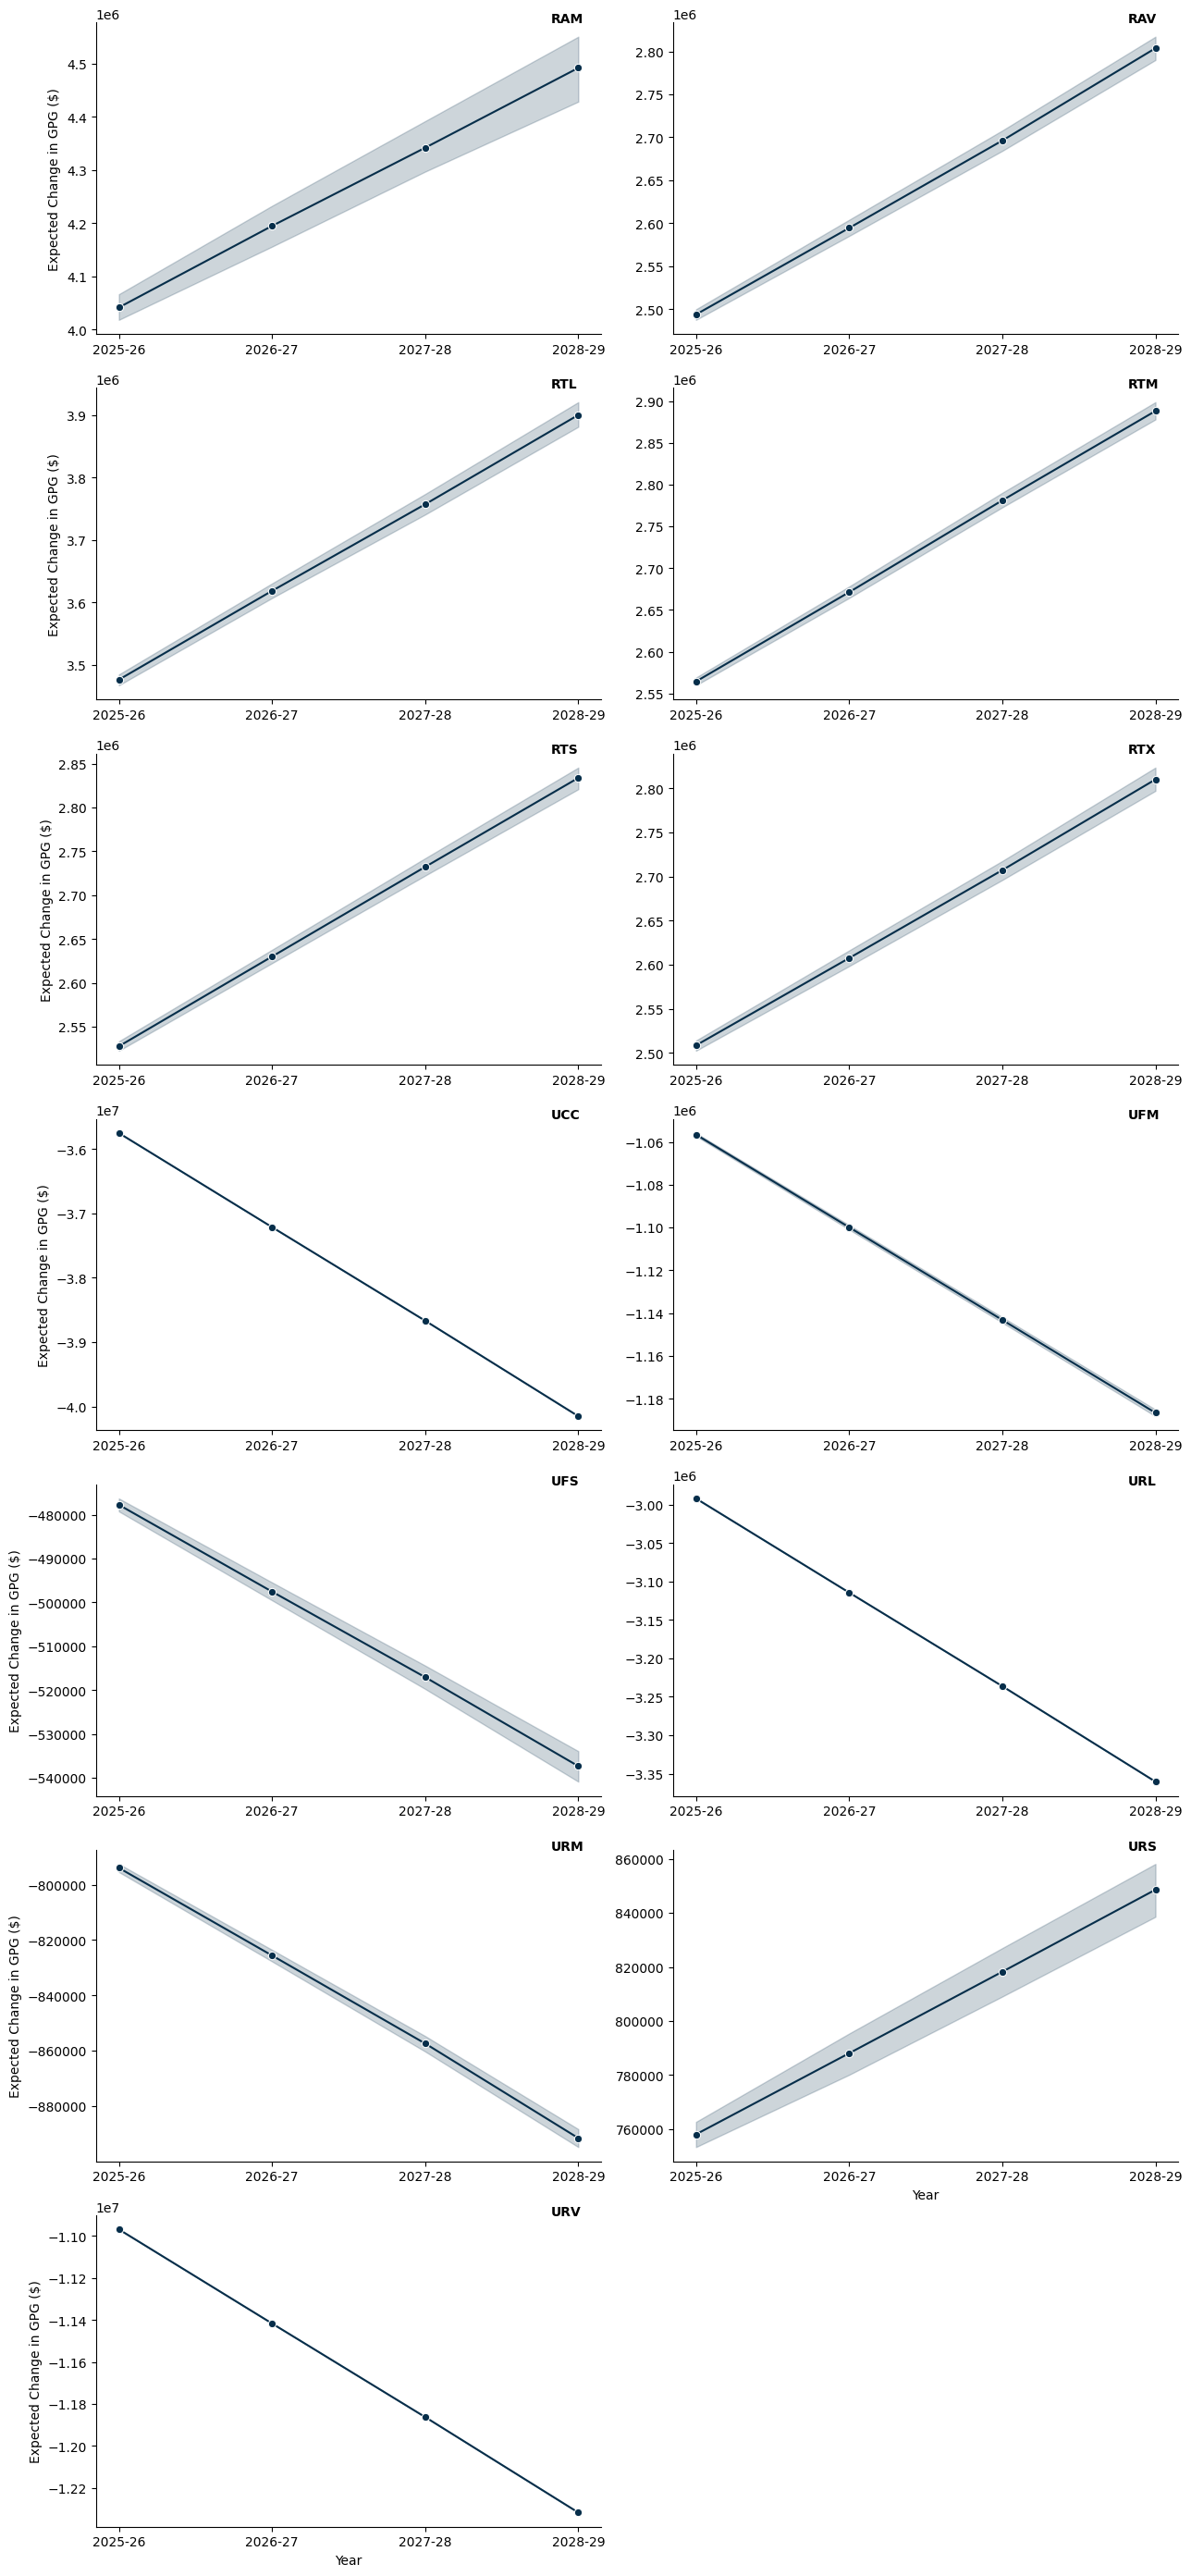 1e6
RAM
Expected Change in GPG ($)
4.5
4.4
4.3
4.2
4.1
4.0
2025-26 2026-27 2027-28 2028-29
1e6
RAV
2.80
2.75
2.70
2.65
2.60
2.55
2.50
2025-26 2026-27 2027-28 2028-29
1e6
RTL
Expected Change in GPG ($)
3.9
3.8
3.7
3.6
3.5
2025-26 2026-27 2027-28 2028-29
1e6
RTM
2.90
2.85
2.80
2.75
2.70
2.65
2.60
2.55
2025-26 2026-27 2027-28 2028-29
1e6
RTS
Expected Change in GPG ($)
2.85
2.80
2.75
2.70
2.65
2.60
2.55
2025-26 2026-27 2027-28 2028-29
1e6
RTX
2.80
2.75
2.70
2.65
2.60
2.55
2.50
2025-26 2026-27 2027-28 2028-29
1e7
UCC
Expected Change in GPG ($)
−3.6
−3.7
−3.8
−3.9
−4.0
2025-26 2026-27 2027-28 2028-29
1e6
UFM
−1.06
−1.08
−1.10
−1.12
−1.14
−1.16
−1.18
2025-26 2026-27 2027-28 2028-29
UFS
Expected Change in GPG ($)
−480000
−490000
−500000
−510000
−520000
−530000
−540000
2025-26 2026-27 2027-28 2028-29
1e6
URL
−3.00
−3.05
−3.10
−3.15
−3.20
−3.25
−3.30
−3.35
2025-26 2026-27 2027-28 2028-29
URM
Expected Change in GPG ($)
−800000
−820000
−840000
−860000
−880000
2025-26 2026-27 2027-28 2028-29
URS
860000
840000
820000
800000
780000
760000
2025-26 2026-27 2027-28 2028-29
Year
1e7
URV
Expected Change in GPG ($)
−1.10
−1.12
−1.14
−1.16
−1.18
−1.20
−1.22
2025-26 2026-27 2027-28 2028-29
Year